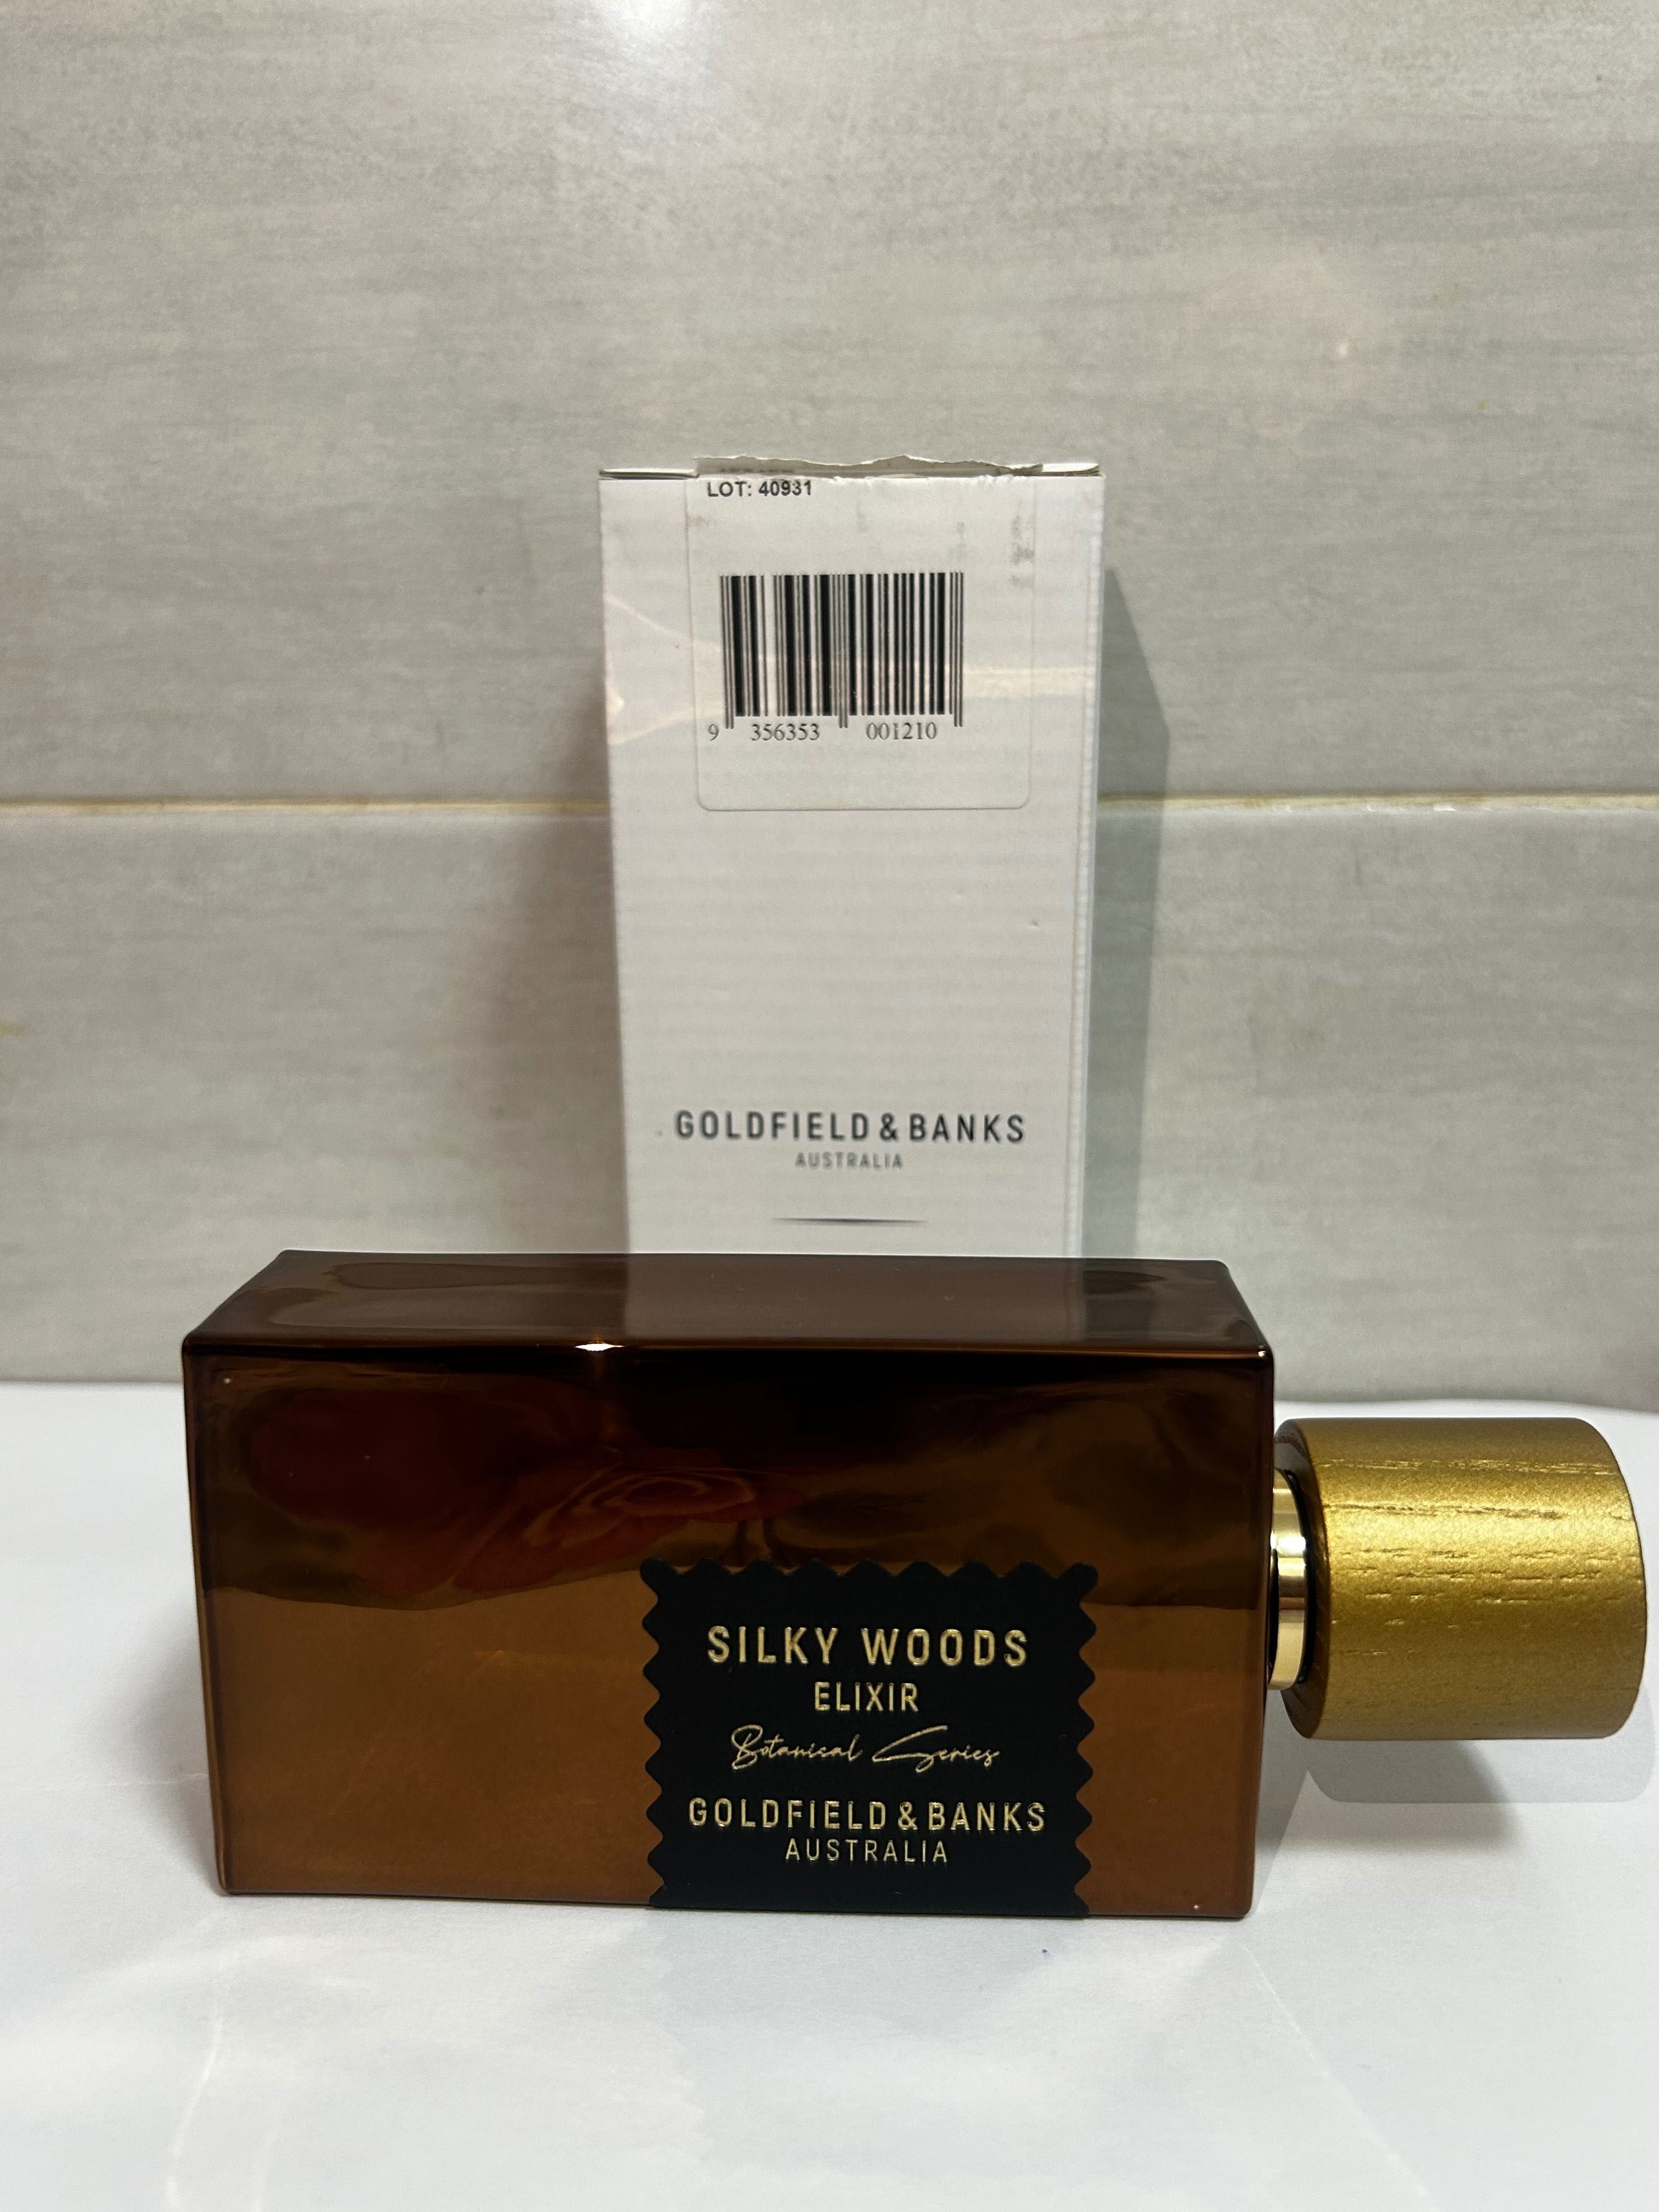 LOT: 40931
9 356353 001210
GOLDFIELD & BANKS
AUSTRALIA
SILKY WOODS
ELIXIR
Botanical Series
GOLDFIELD & BANKS
AUSTRALIA